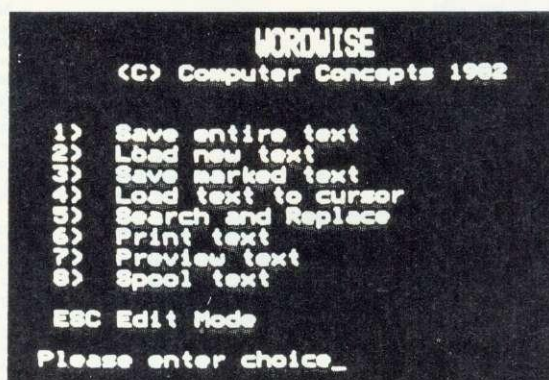 WORDWISE
(C) Computer Concepts 1982
1) Save entire text
2) Load new text
3) Save marked text
4) Load text to cursor
5) Search and Replace
6) Print text
7) Preview text
8) Spool text
ESC Edit Mode
Please enter choice_